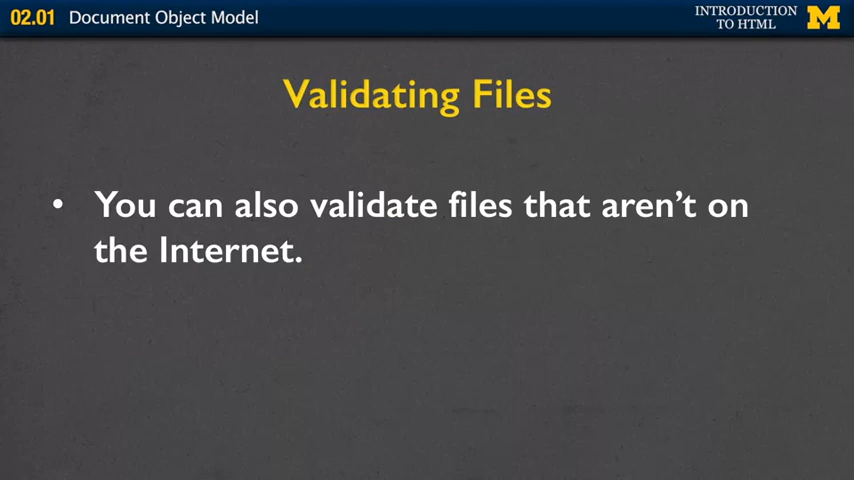 02.01 Document Object Model
INTRODUCTION
TO HTML
M
Validating Files
• You can also validate files that aren’t on
the Internet.